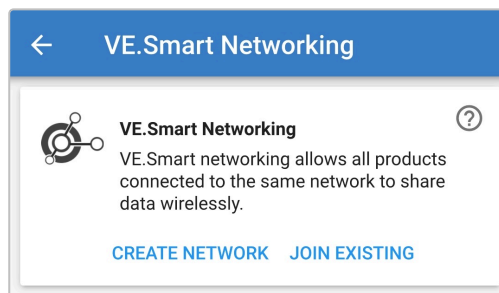 VE.Smart Networking
VE.Smart Networking
VE.Smart networking allows all products
connected to the same network to share
data wirelessly.
CREATE NETWORK JOIN EXISTING